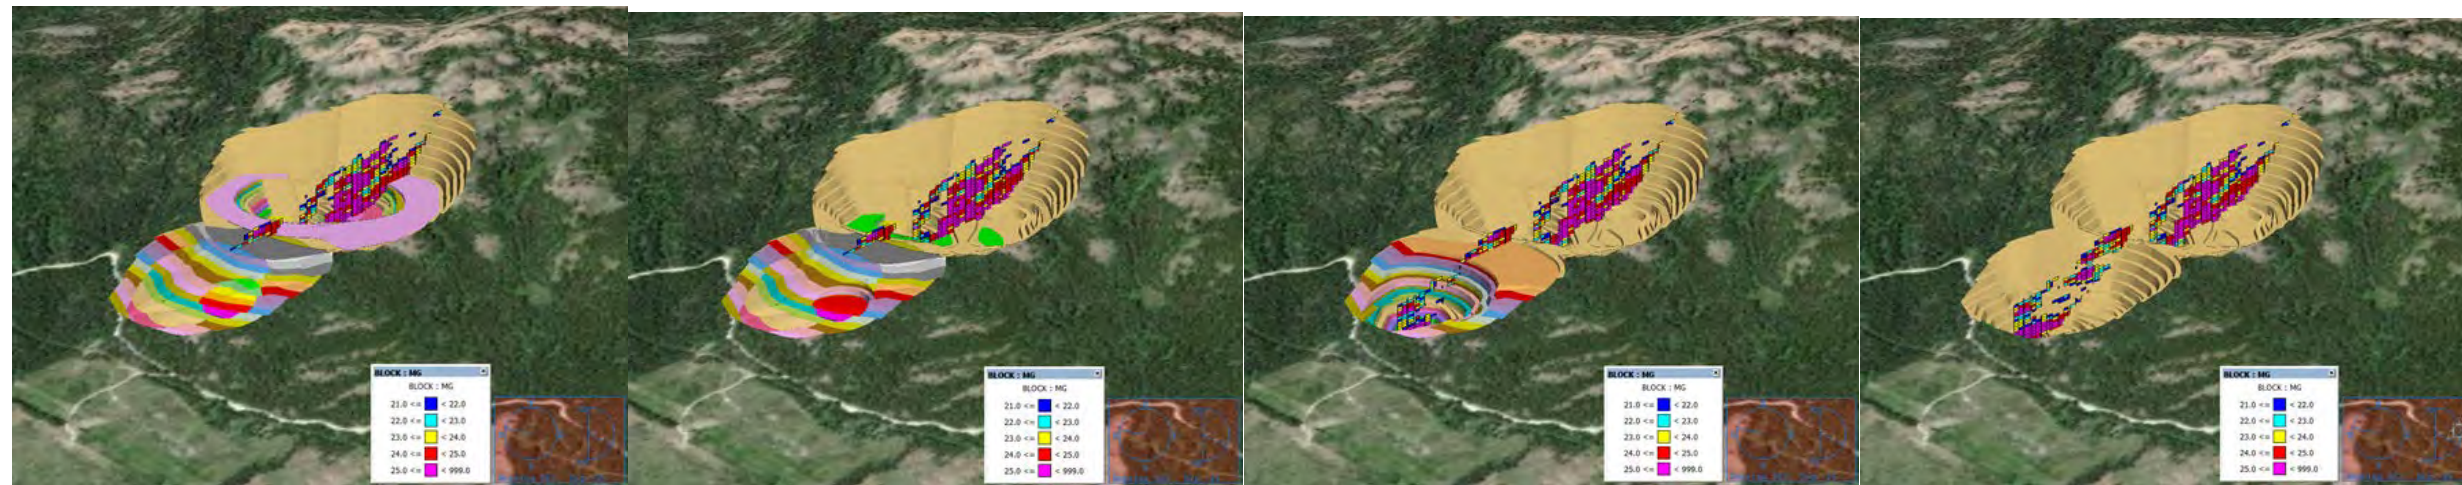 BLOCK : MG
BLOCK : MG
21.0 <= < 22.0
22.0 <= < 23.0
23.0 <= < 24.0
24.0 <= < 25.0
25.0 <= < 999.0
BLOCK : MG
BLOCK : MG
21.0 <= < 22.0
22.0 <= < 23.0
23.0 <= < 24.0
24.0 <= < 25.0
25.0 <= < 999.0
BLOCK : MG
BLOCK : MG
21.0 <= < 22.0
22.0 <= < 23.0
23.0 <= < 24.0
24.0 <= < 25.0
25.0 <= < 999.0
BLOCK : MG
BLOCK : MG
21.0 <= < 22.0
22.0 <= < 23.0
23.0 <= < 24.0
24.0 <= < 25.0
25.0 <= < 999.0